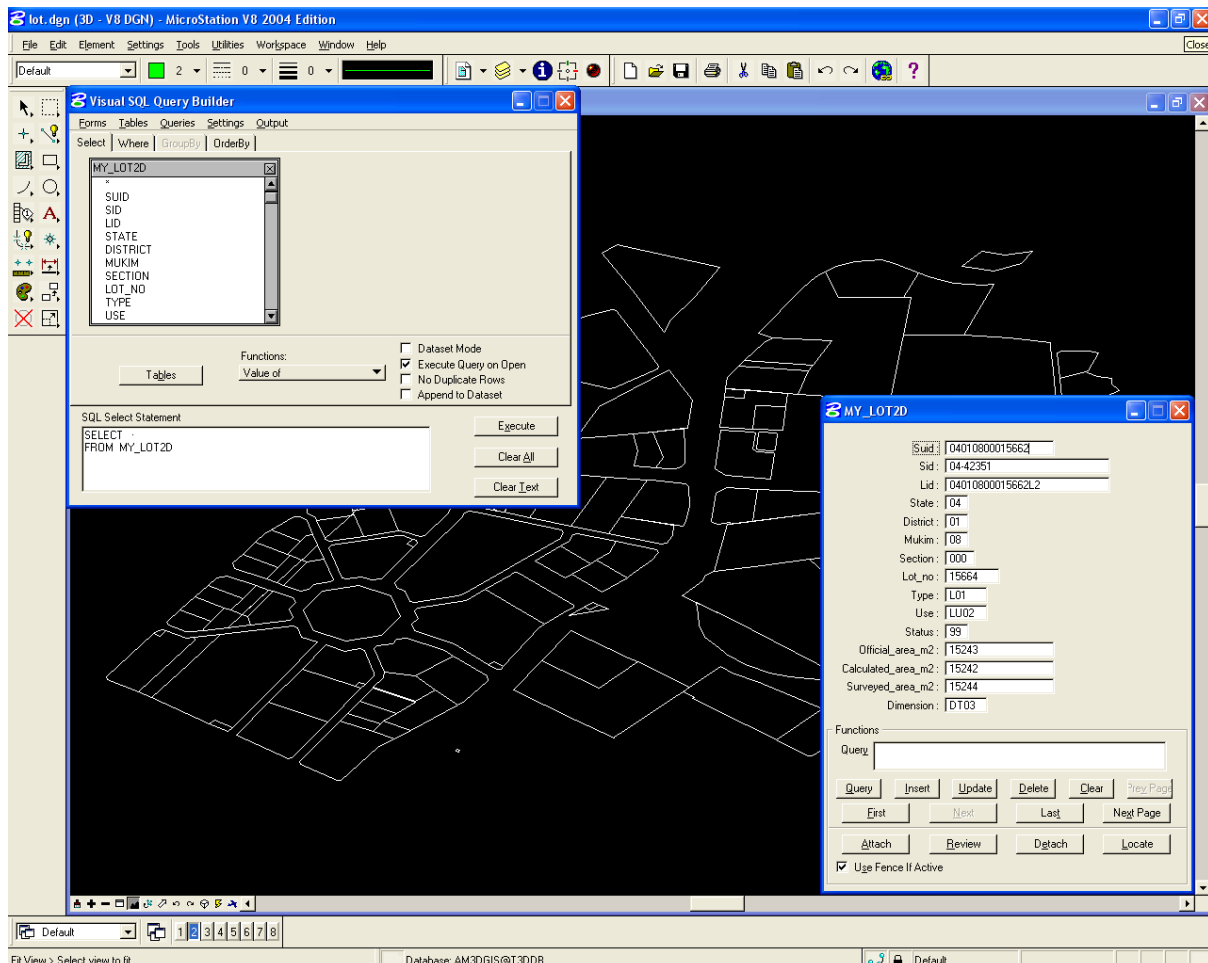 lot.dgn (3D - V8 DGN) - MicroStation V8 2004 Edition
File Edit Element Settings Tools Utilities Workspace Window Help
Close
Default 2 0 0
Visual SQL Query Builder
Forms Tables Queries Settings Output
Select Where GroupBy OrderBy
MY_LOT2D
*
SUID
SID
LID
STATE
DISTRICT
MUKIM
SECTION
LOT_NO
TYPE
USE
Tables
Functions:
Value of
Dataset Mode
Execute Query on Open
No Duplicate Rows
Append to Dataset
SQL Select Statement
SELECT
FROM MY_LOT2D
Execute
Clear All
Clear Text
MY_LOT2D
Suid : 04010800015662
Sid : 04-42351
Lid : 04010800015662L2
State : 04
District : 01
Mukim : 08
Section : 000
Lot_no : 15664
Type : L01
Use : LU02
Status : 99
Official_area_m2 : 15243
Calculated_area_m2 : 15242
Surveyed_area_m2 : 15244
Dimension : DT03
Functions
Query
Query Insert Update Delete Clear Prev Page
First Next Last Next Page
Attach Review Detach Locate
Use Fence If Active
Default 1 2 3 4 5 6 7 8
Fit View > Select view to fit Database: AM3DGIS@T3DDB Default